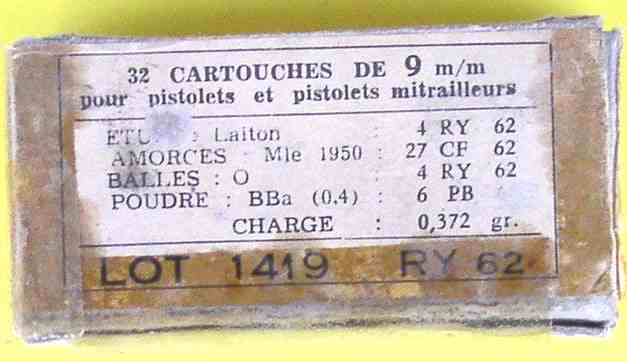 32 CARTOUCHES DE 9 m/m
pour pistolets et pistolets mitrailleurs
: Laiton : 4 RY 62
AMORCES Mle 1950 : 27 CF 62
BALLES : O : 4 RY 62
POUDRE : BBa (0.4) : 6 PB
CHARGE : 0,372 gr.
LOT 1419 RY 62